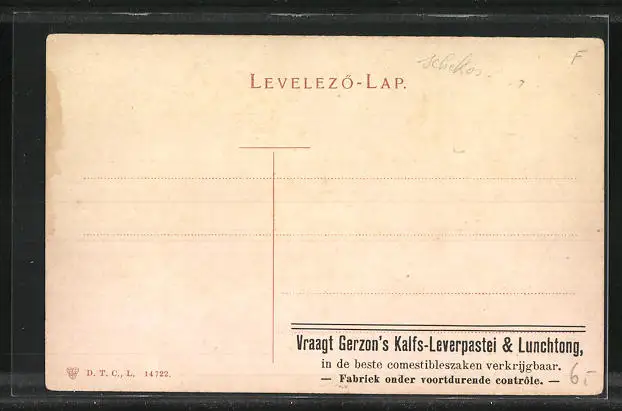 F
LEVELEZŐ-LAP.
Vraagt Gerzon's Kalfs-Leverpastei & Lunchtong,
in de beste comestibleszaken verkrijgbaar.
— Fabriek onder voortdurende contrôle. —
6,-
D. T. C., L. 14722.